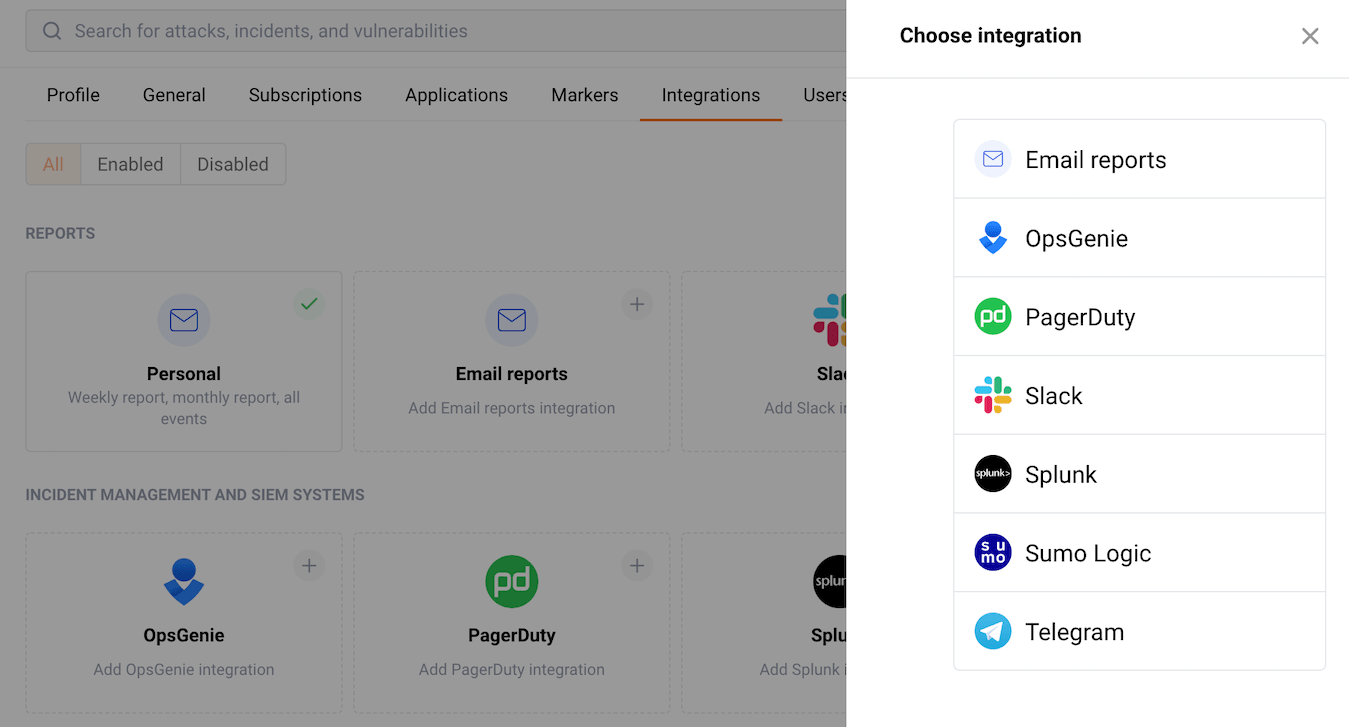 Search for attacks, incidents, and vulnerabilities
Profile General Subscriptions Applications Markers Integrations Users
All Enabled Disabled
REPORTS
Personal
Weekly report, monthly report, all
events
Email reports
Add Email reports integration
Slac
Add Slack in
INCIDENT MANAGEMENT AND SIEM SYSTEMS
OpsGenie
Add OpsGenie integration
pd
PagerDuty
Add PagerDuty integration
splun
Splu
Add Splunk i
Choose integration
Email reports
OpsGenie
pd PagerDuty
Slack
splunk> Splunk
su
mo
Sumo Logic
Telegram